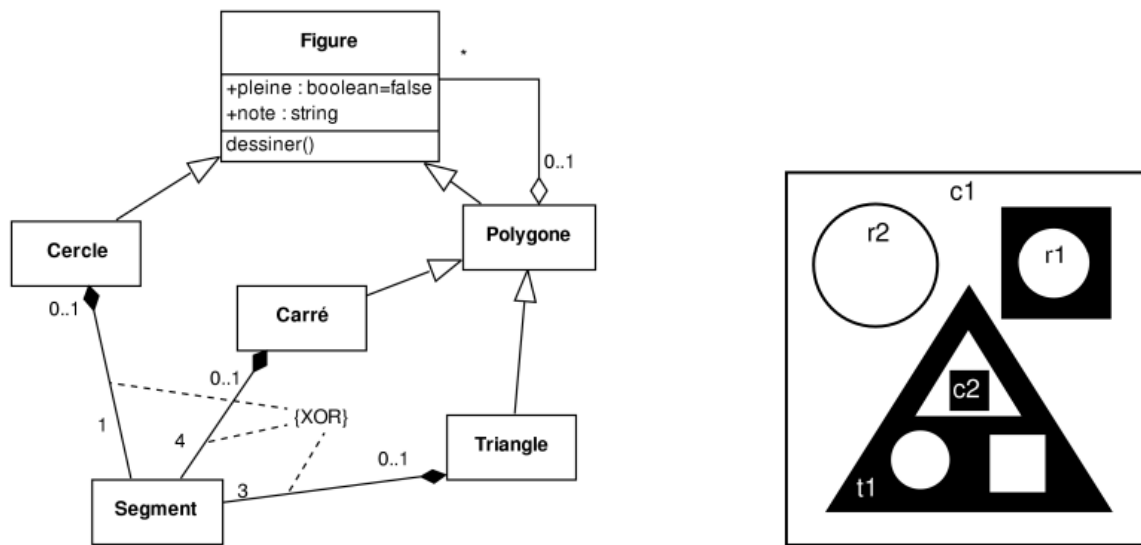 Figure
*
+pleine : boolean=false
+note : string
dessiner()
0..1
Cercle
Polygone
0..1
Carré
0..1
{XOR}
1
4
0..1
Triangle
3
Segment
c1
r2
r1
c2
t1